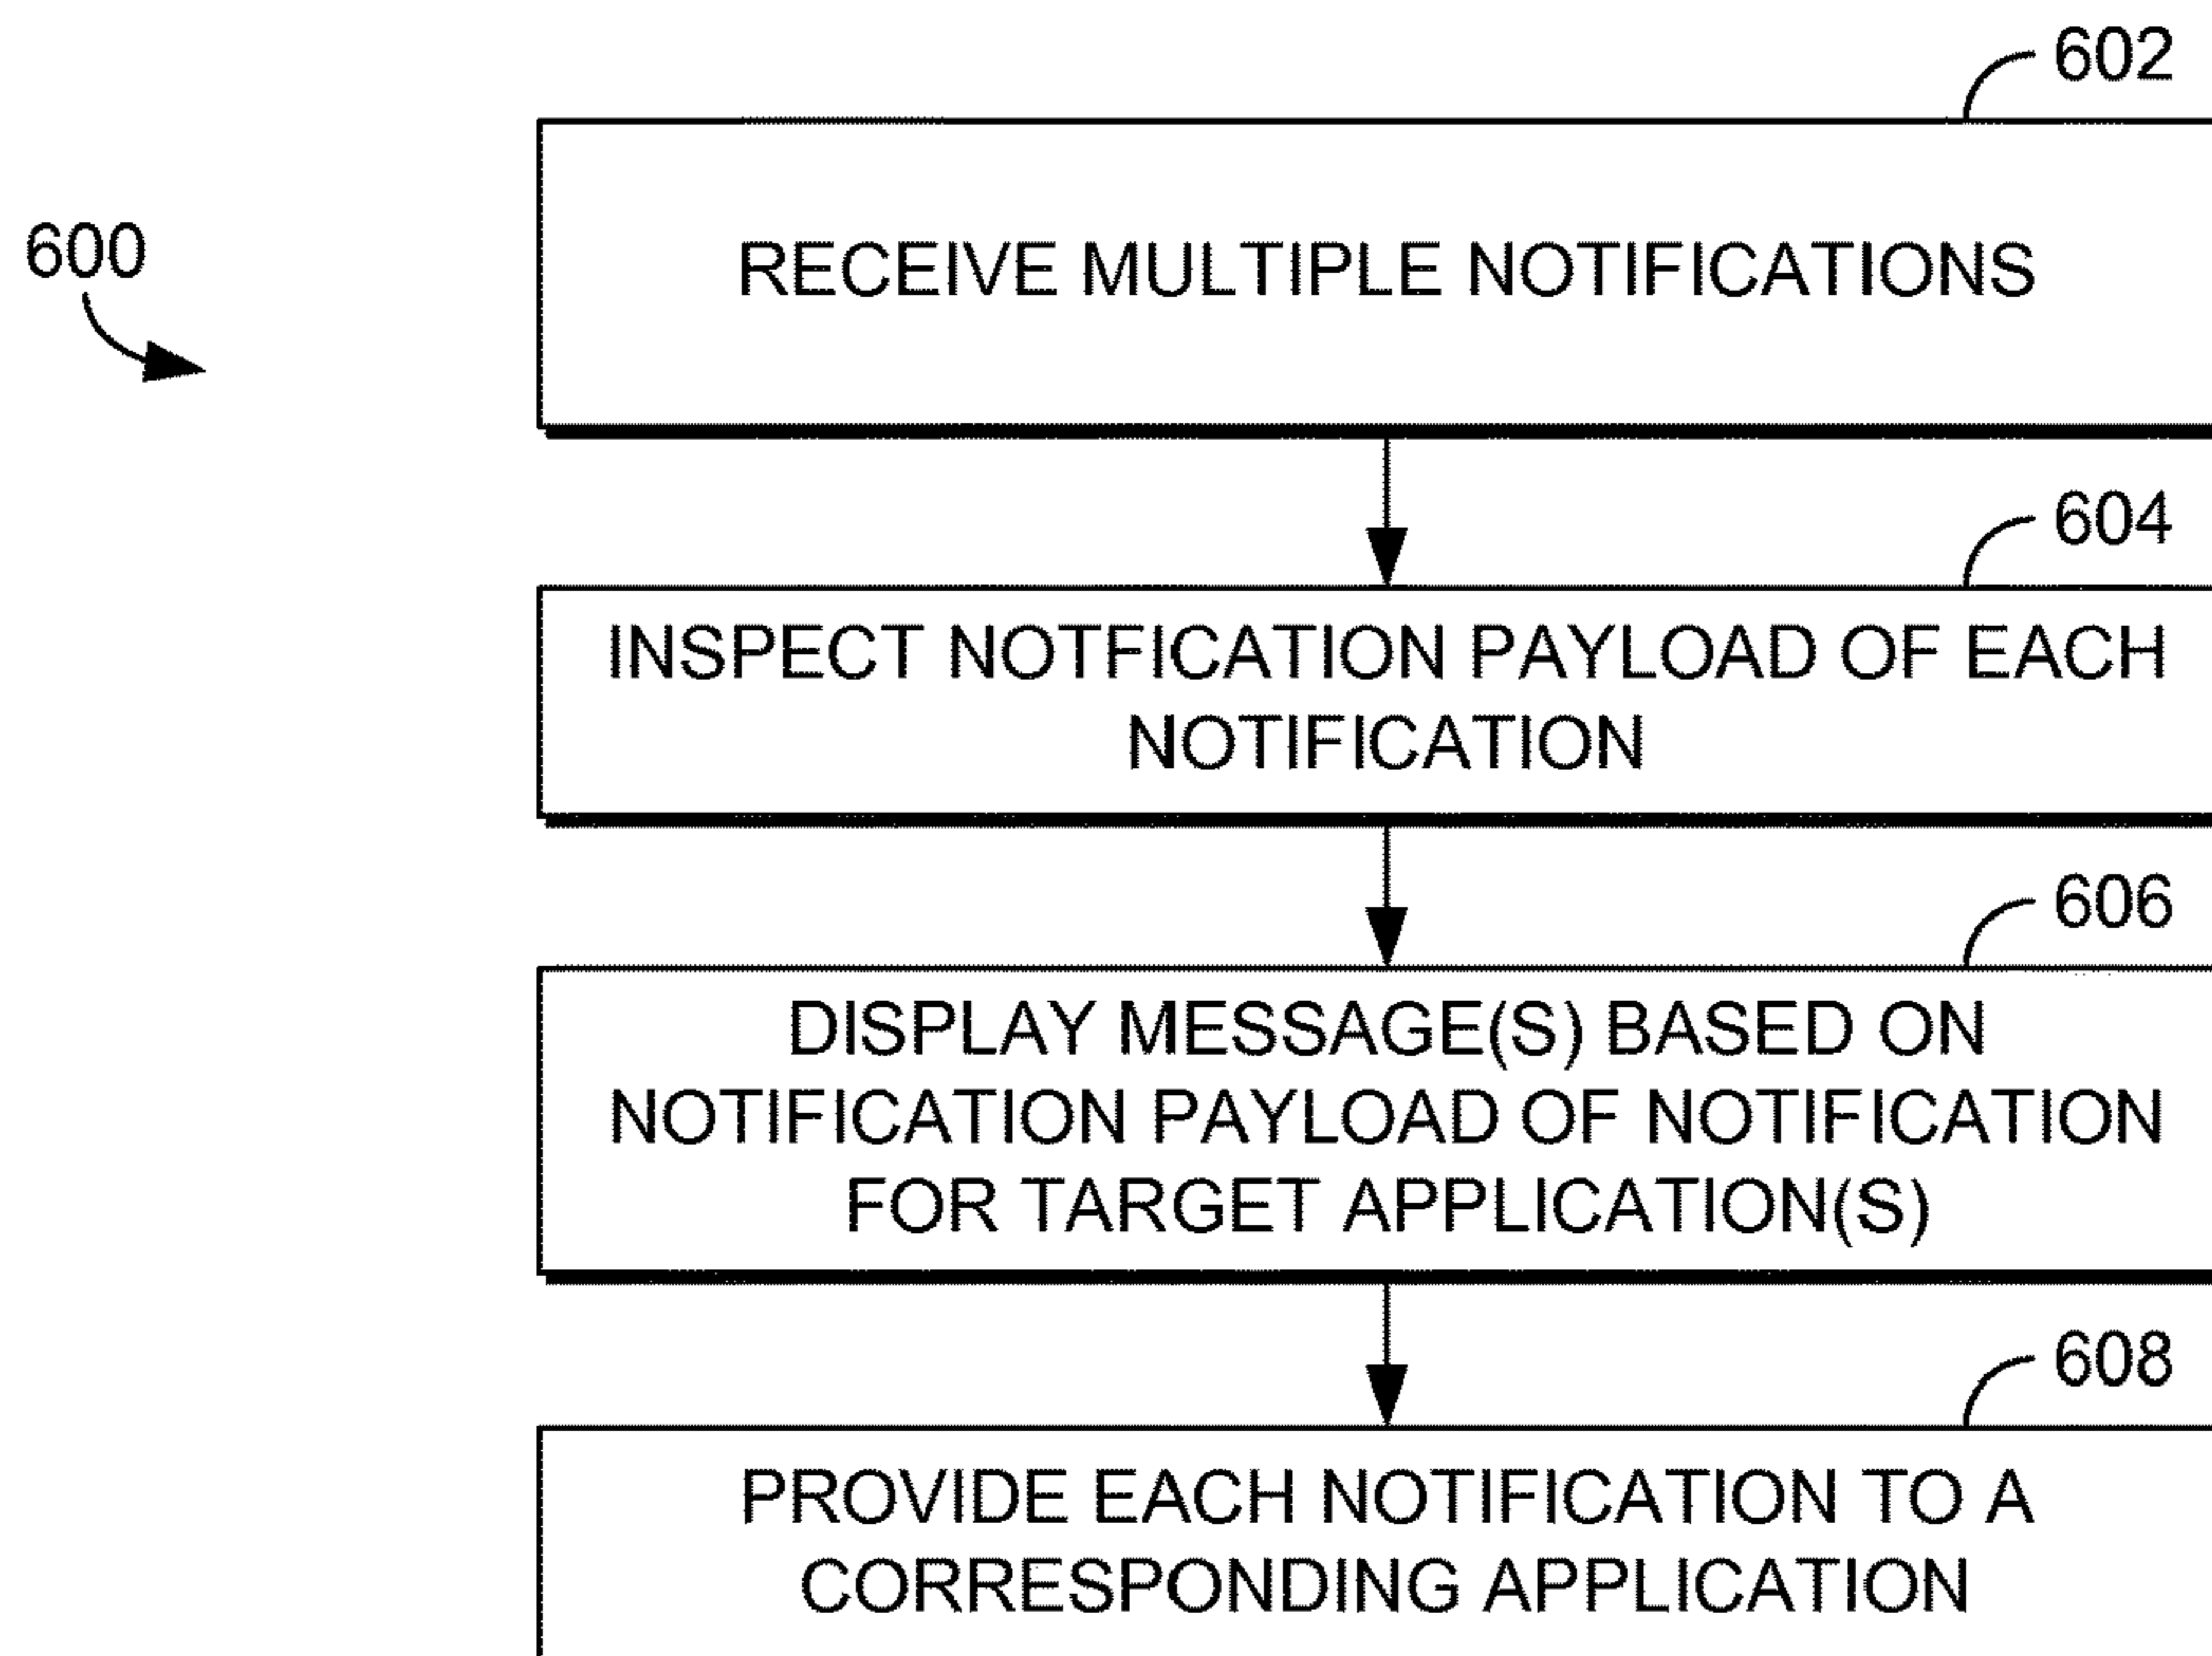 602
600
RECEIVE MULTIPLE NOTIFICATIONS
604
INSPECT NOTFICATION PAYLOAD OF EACH
NOTIFICATION
606
DISPLAY MESSAGE(S) BASED ON
NOTIFICATION PAYLOAD OF NOTIFICATION
FOR TARGET APPLICATION(S)
608
PROVIDE EACH NOTIFICATION TO A
CORRESPONDING APPLICATION